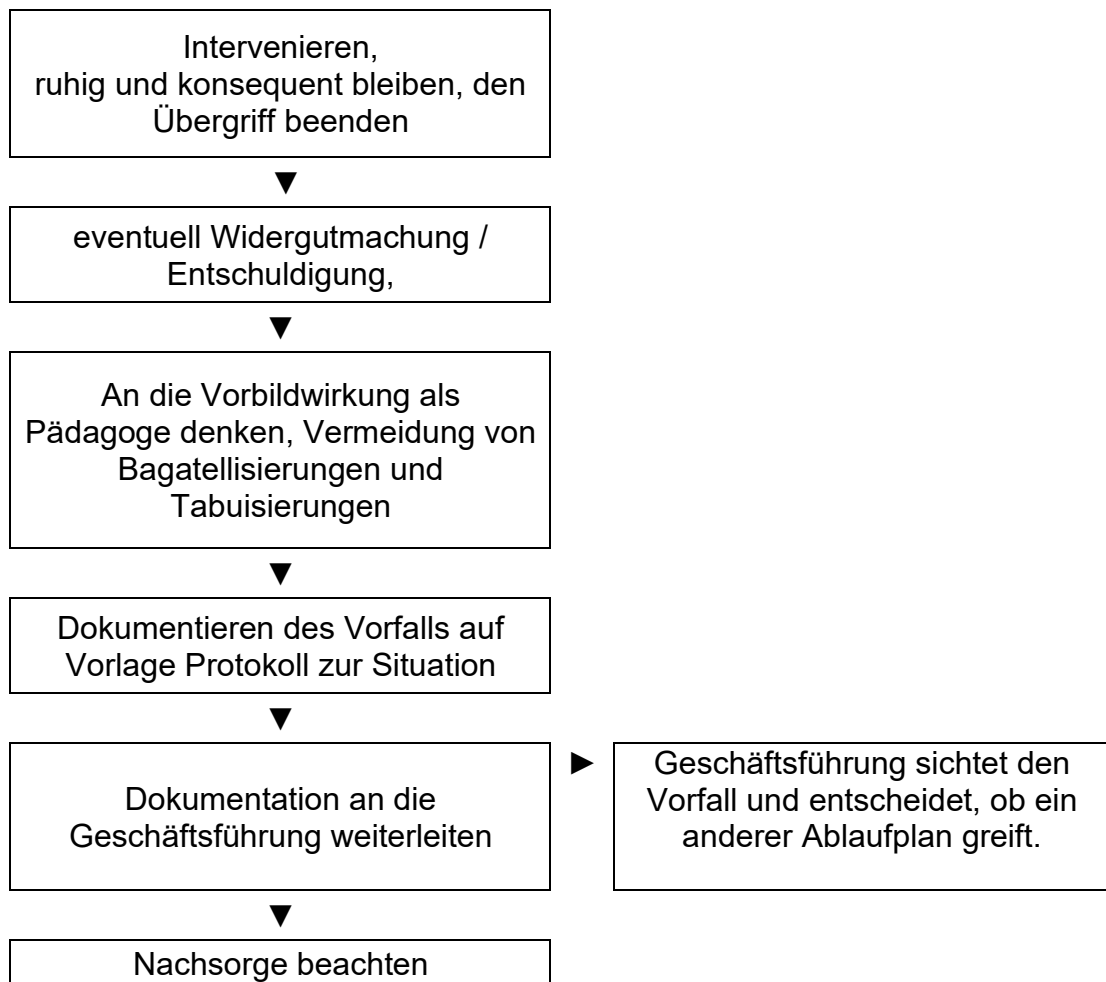 Intervenieren,
ruhig und konsequent bleiben, den
Übergriff beenden
eventuell Widergutmachung /
Entschuldigung,
An die Vorbildwirkung als
Pädagoge denken, Vermeidung von
Bagatellisierungen und
Tabuisierungen
Dokumentieren des Vorfalls auf
Vorlage Protokoll zur Situation
Dokumentation an die
Geschäftsführung weiterleiten
Geschäftsführung sichtet den
Vorfall und entscheidet, ob ein
anderer Ablaufplan greift.
Nachsorge beachten